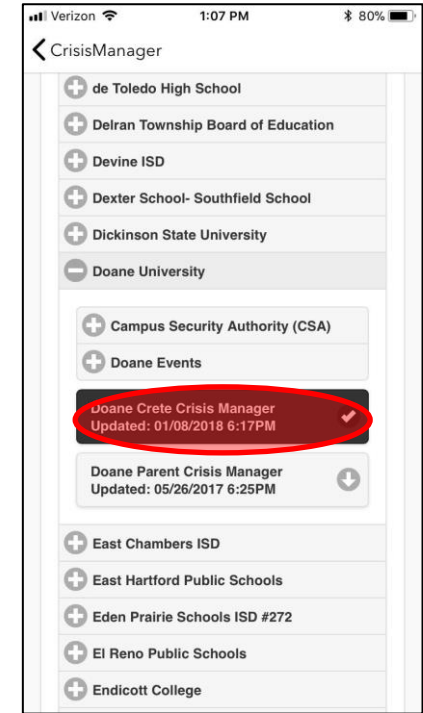 Verizon 1:07 PM 80%
CrisisManager
de Toledo High School
Delran Township Board of Education
Devine ISD
Dexter School- Southfield School
Dickinson State University
Doane University
Campus Security Authority (CSA)
Doane Events
Doane Crete Crisis Manager
Updated: 01/08/2018 6:17PM
Doane Parent Crisis Manager
Updated: 05/26/2017 6:25PM
East Chambers ISD
East Hartford Public Schools
Eden Prairie Schools ISD #272
El Reno Public Schools
Endicott College